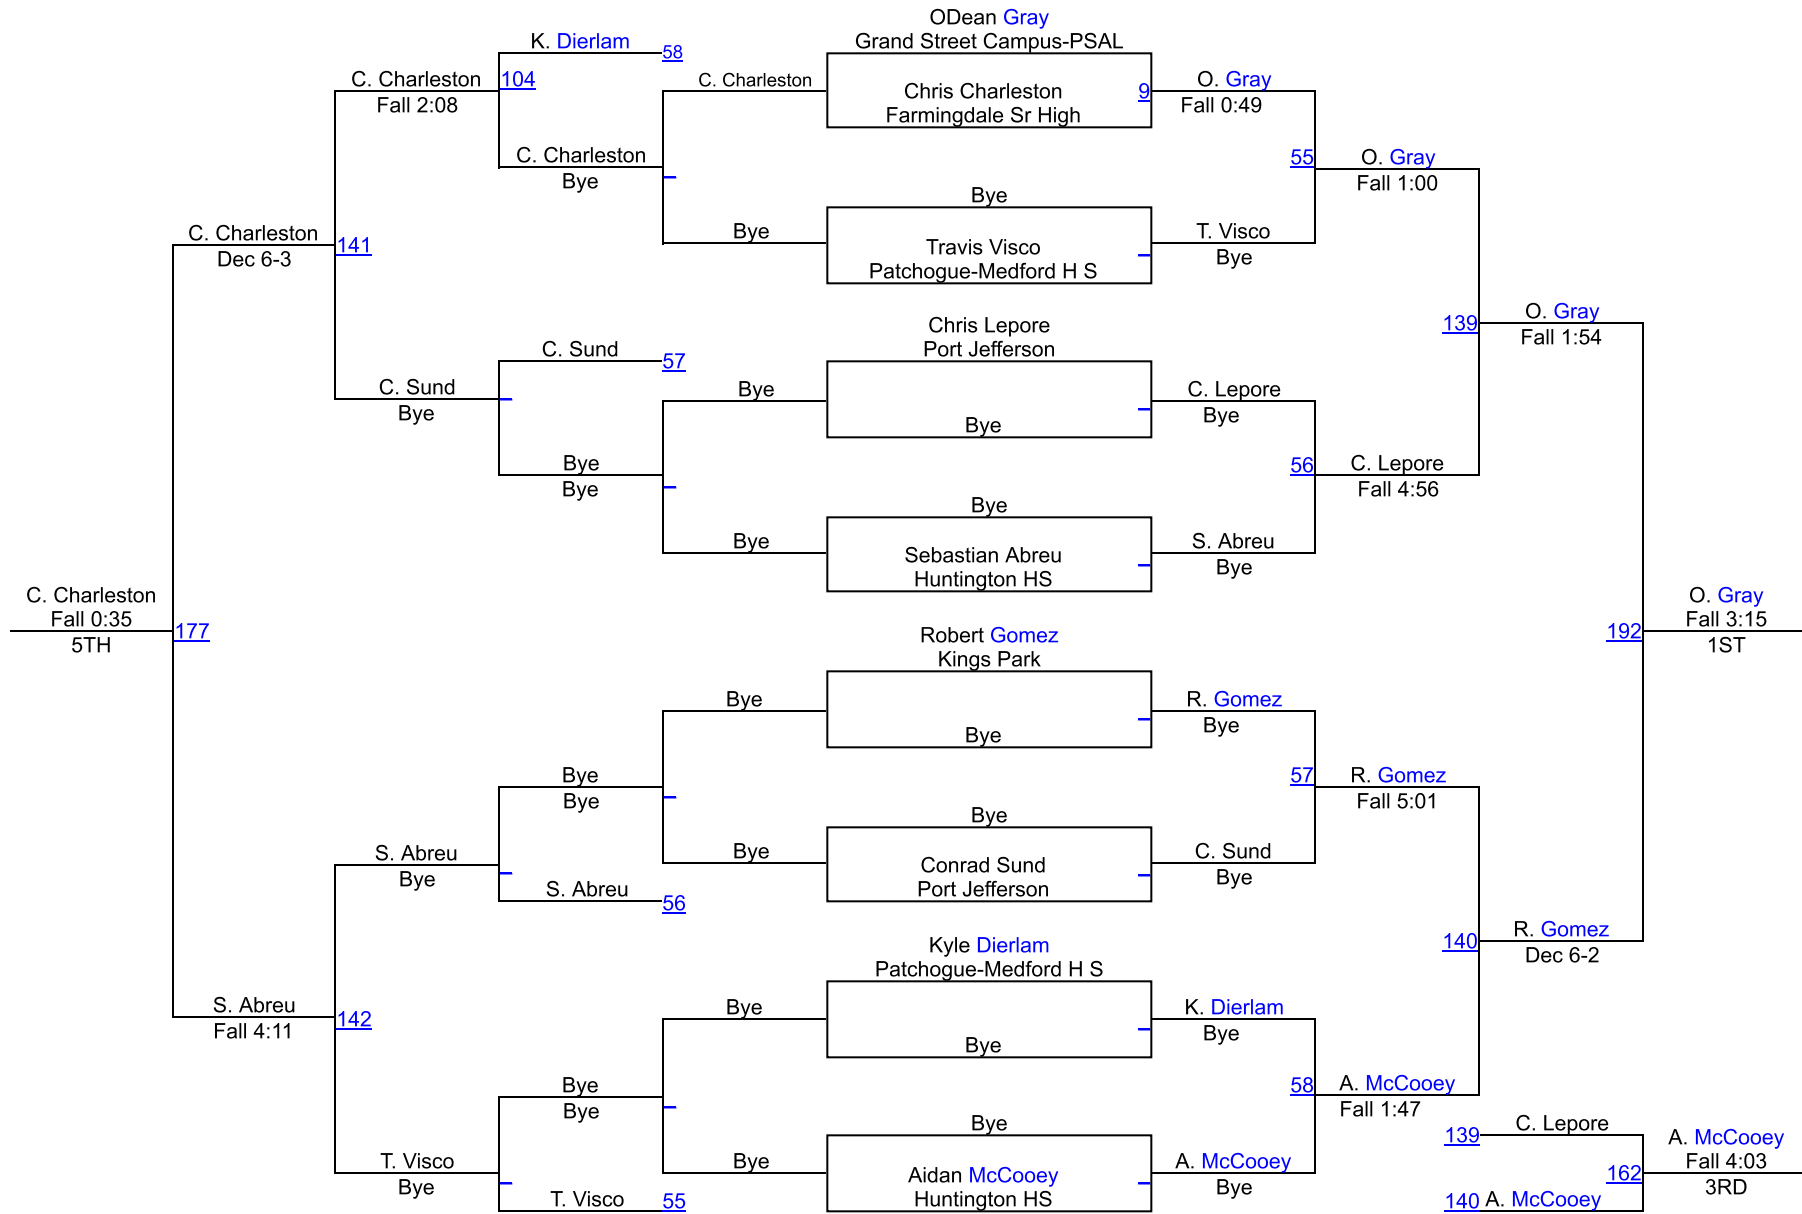 ODean Gray
Grand Street Campus-PSAL
K. Dierlam
58
C. Charleston
Fall 2:08
104
C. Charleston
Chris Charleston
Farmingdale Sr High
9
O. Gray
Fall 0:49
C. Charleston
Bye
55
O. Gray
Fall 1:00
Bye
C. Charleston
Dec 6-3
141
Bye
Travis Visco
Patchogue-Medford H S
T. Visco
Bye
Chris Lepore
Port Jefferson
139
O. Gray
Fall 1:54
C. Sund
57
C. Sund
Bye
Bye
Bye
C. Lepore
Bye
Bye
Bye
56
C. Lepore
Fall 4:56
Bye
Bye
Sebastian Abreu
Huntington HS
S. Abreu
Bye
C. Charleston
Fall 0:35
5TH
177
192
O. Gray
Fall 3:15
1ST
Robert Gomez
Kings Park
Bye
Bye
R. Gomez
Bye
Bye
Bye
57
R. Gomez
Fall 5:01
Bye
S. Abreu
Bye
Bye
Conrad Sund
Port Jefferson
C. Sund
Bye
S. Abreu
56
Kyle Dierlam
Patchogue-Medford H S
140
R. Gomez
Dec 6-2
S. Abreu
Fall 4:11
142
Bye
Bye
K. Dierlam
Bye
Bye
Bye
58
A. McCooey
Fall 1:47
Bye
T. Visco
Bye
Bye
Aidan McCooey
Huntington HS
A. McCooey
Bye
T. Visco
55
139
C. Lepore
162
A. McCooey
Fall 4:03
3RD
140
A. McCooey